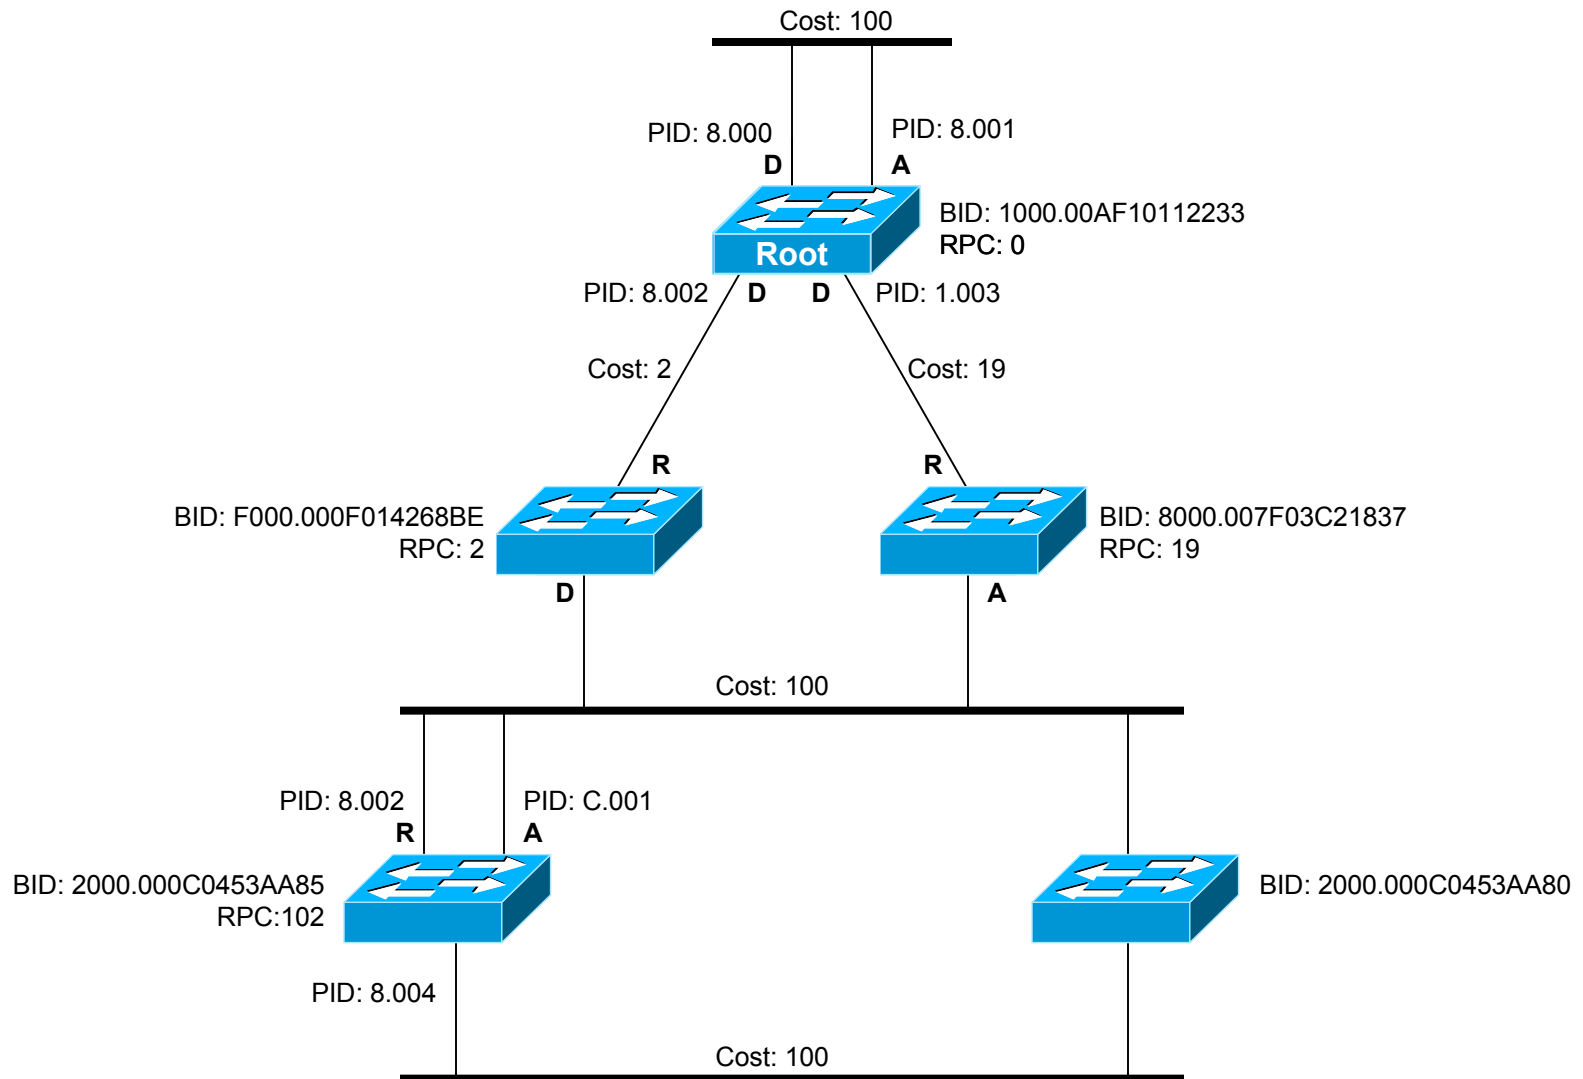 Cost: 100
PID: 8.000
PID: 8.001
D
A
BID: 1000.00AF10112233
RPC: 0
Root
PID: 8.002
D
D
PID: 1.003
Cost: 2
Cost: 19
R
R
BID: F000.000F014268BE
RPC: 2
BID: 8000.007F03C21837
RPC: 19
D
A
Cost: 100
PID: 8.002
PID: C.001
R
A
BID: 2000.000C0453AA85
RPC:102
BID: 2000.000C0453AA80
PID: 8.004
Cost: 100